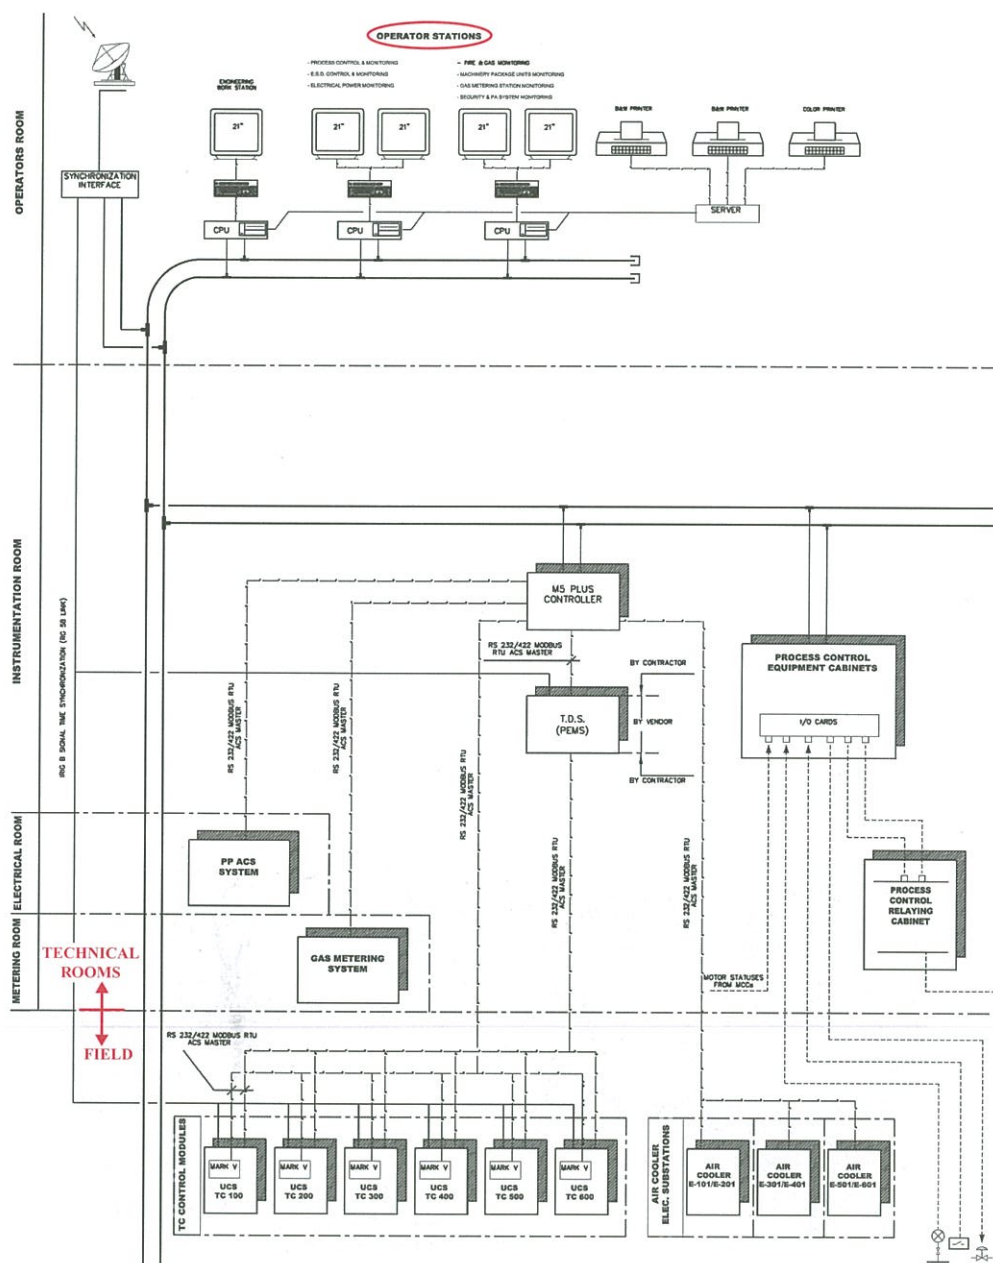 OPERATOR STATIONS
- PROCESS CONTROL & MONITORING
- E.S.D. CONTROL & MONITORING
- ELECTRICAL POWER MONITORING
- FIRE & GAS MONITORING
- MACHINERY PACKAGE UNITS MONITORING
- GAS METERING STATION MONITORING
- SECURITY & PA SYSTEM MONITORING
ENGINEERING
WORK STATION
B&W PRINTER
B&W PRINTER
COLOR PRINTER
21"
21"
21"
21"
21"
OPERATORS ROOM
SYNCHRONIZATION
INTERFACE
SERVER
CPU
CPU
CPU
INSTRUMENTATION ROOM
IRIG B SIGNAL TIME SYNCHRONIZATION (RG 58 LINK)
M5 PLUS
CONTROLLER
RS 232/422 MODBUS
RTU ACS MASTER
PROCESS CONTROL
EQUIPMENT CABINETS
I/O CARDS
BY CONTRACTOR
T.D.S.
(PEMS)
BY VENDOR
BY CONTRACTOR
RS 232/422 MODBUS RTU
ACS MASTER
RS 232/422 MODBUS RTU
ACS MASTER
RS 232/422 MODBUS RTU
ACS MASTER
RS 232/422 MODBUS RTU
ACS MASTER
RS 232/422 MODBUS RTU
ACS MASTER
ELECTRICAL ROOM
PP ACS
SYSTEM
PROCESS
CONTROL
RELAYING
CABINET
METERING ROOM
GAS METERING
SYSTEM
TECHNICAL
ROOMS
FIELD
MOTOR STATUSES
FROM MCCs
RS 232/422 MODBUS RTU
ACS MASTER
TC CONTROL MODULES
MARK V
UCS
TC 100
MARK V
UCS
TC 200
MARK V
UCS
TC 300
MARK V
UCS
TC 400
MARK V
UCS
TC 500
MARK V
UCS
TC 600
AIR COOLER
ELEC. SUBSTATIONS
AIR
COOLER
E-101/E-201
AIR
COOLER
E-301/E-401
AIR
COOLER
E-501/E-601